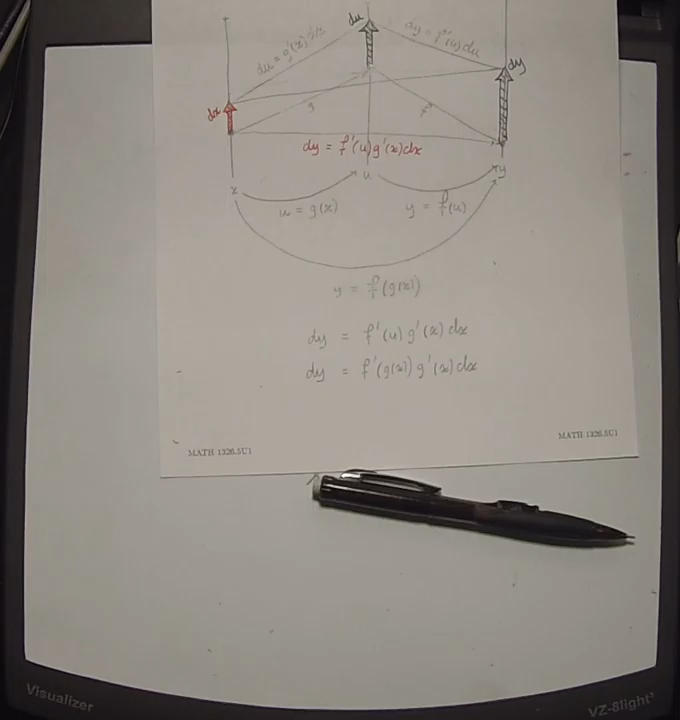 du
du = g'(x) dx
dy = f'(u) du
dy
dx
g
f
dy = f'(u) g'(x) dx
x
u
y
u = g(x)
y = f(u)
y = f(g(x))
dy = f'(u) g'(x) dx
dy = f'(g(x)) g'(x) dx
MATH 1326.5U1
MATH 1326.5U1
Visualizer
VZ-8light³